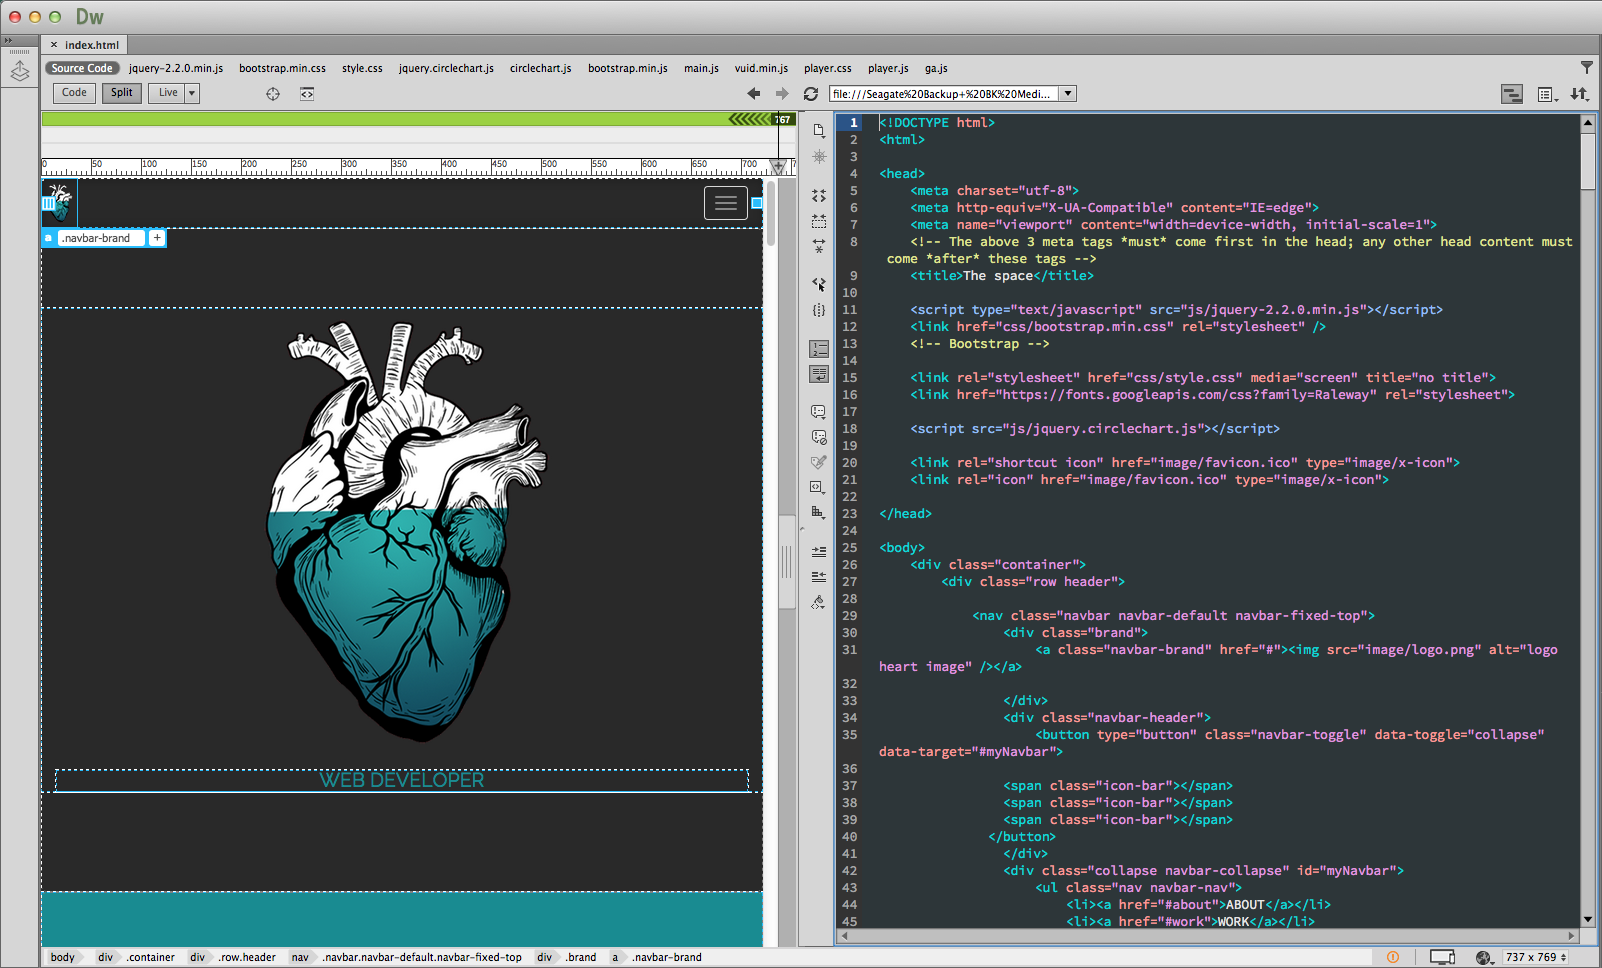 Dw
index.html
Source Code jquery-2.2.0.min.js bootstrap.min.css style.css jquery.circlechart.js circlechart.js bootstrap.min.js main.js vuid.min.js player.css player.js ga.js
Code Split Live
file:///Seagate%20Backup+%20BK%20Medi...
767
0 50 100 150 200 250 300 350 400 450 500 550 600 650 700
a .navbar-brand +
WEB DEVELOPER
1 <!DOCTYPE html>
2 <html>
3
4 <head>
5 <meta charset="utf-8">
6 <meta http-equiv="X-UA-Compatible" content="IE=edge">
7 <meta name="viewport" content="width=device-width, initial-scale=1">
8 <!-- The above 3 meta tags *must* come first in the head; any other head content must
come *after* these tags -->
9 <title>The space</title>
10
11 <script type="text/javascript" src="js/jquery-2.2.0.min.js"></script>
12 <link href="css/bootstrap.min.css" rel="stylesheet" />
13 <!-- Bootstrap -->
14
15 <link rel="stylesheet" href="css/style.css" media="screen" title="no title">
16 <link href="https://fonts.googleapis.com/css?family=Raleway" rel="stylesheet">
17
18 <script src="js/jquery.circlechart.js"></script>
19
20 <link rel="shortcut icon" href="image/favicon.ico" type="image/x-icon">
21 <link rel="icon" href="image/favicon.ico" type="image/x-icon">
22
23 </head>
24
25 <body>
26 <div class="container">
27 <div class="row header">
28
29 <nav class="navbar navbar-default navbar-fixed-top">
30 <div class="brand">
31 <a class="navbar-brand" href="#"><img src="image/logo.png" alt="logo
heart image" /></a>
32
33 </div>
34 <div class="navbar-header">
35 <button type="button" class="navbar-toggle" data-toggle="collapse"
data-target="#myNavbar">
36
37 <span class="icon-bar"></span>
38 <span class="icon-bar"></span>
39 <span class="icon-bar"></span>
40 </button>
41 </div>
42 <div class="collapse navbar-collapse" id="myNavbar">
43 <ul class="nav navbar-nav">
44 <li><a href="#about">ABOUT</a></li>
45 <li><a href="#work">WORK</a></li>
body div .container div .row.header nav .navbar.navbar-default.navbar-fixed-top div .brand a .navbar-brand
737 x 769